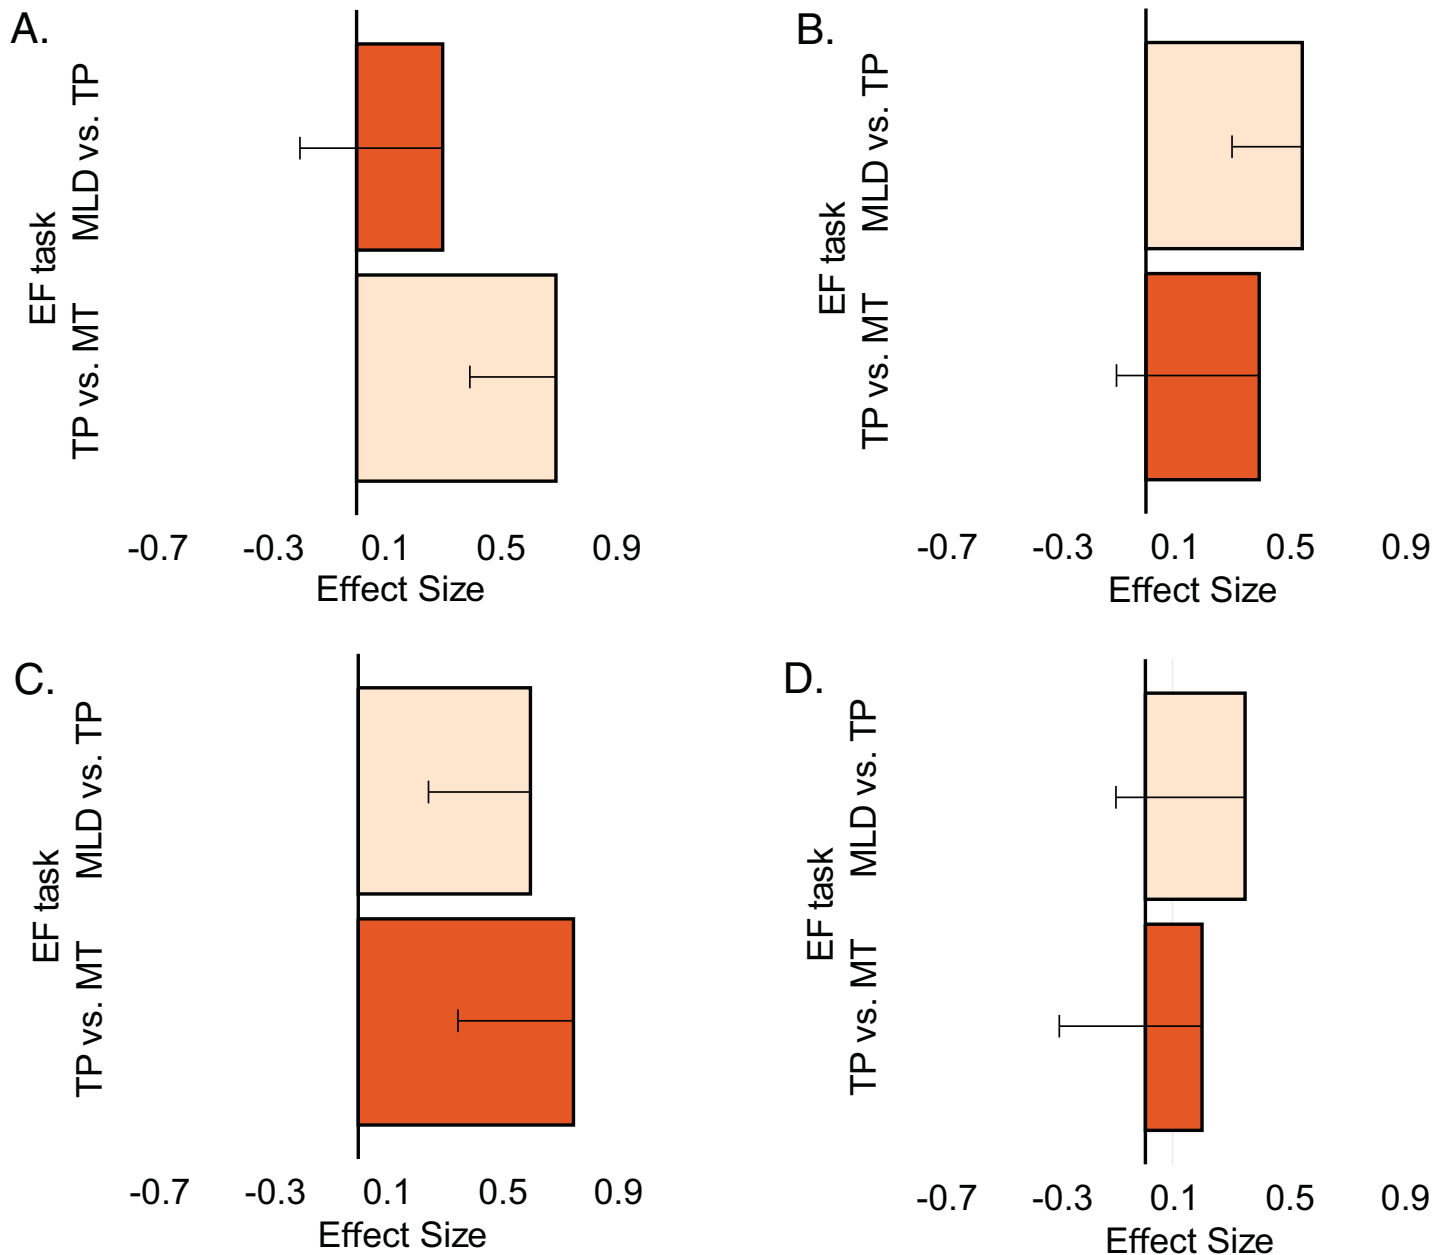 A.
EF task
MLD vs. TP
TP vs. MT
-0.7 -0.3 0.1 0.5 0.9
Effect Size
B.
EF task
MLD vs. TP
TP vs. MT
-0.7 -0.3 0.1 0.5 0.9
Effect Size
C.
EF task
MLD vs. TP
TP vs. MT
-0.7 -0.3 0.1 0.5 0.9
Effect Size
D.
EF task
MLD vs. TP
TP vs. MT
-0.7 -0.3 0.1 0.5 0.9
Effect Size